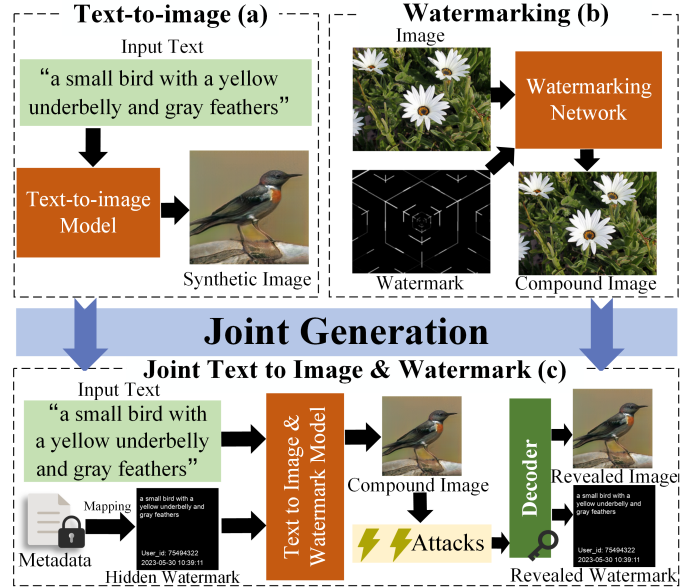 Text-to-image (a)
Input Text
“a small bird with a yellow
underbelly and gray feathers”
Text-to-image
Model
Synthetic Image
Watermarking (b)
Image
Watermarking
Network
Watermark
Compound Image
Joint Generation
Joint Text to Image & Watermark (c)
Input Text
“a small bird with
a yellow underbelly
and gray feathers”
Metadata
Mapping
a small bird with a
yellow underbelly and
gray feathers
User_id: 75494322
2023-05-30 10:39:11
Hidden Watermark
Text to Image &
Watermark Model
Compound Image
Attacks
Decoder
Revealed Image
a small bird with a
yellow underbelly and
gray feathers
User_id: 75494322
2023-05-30 10:39:11
Revealed Watermark